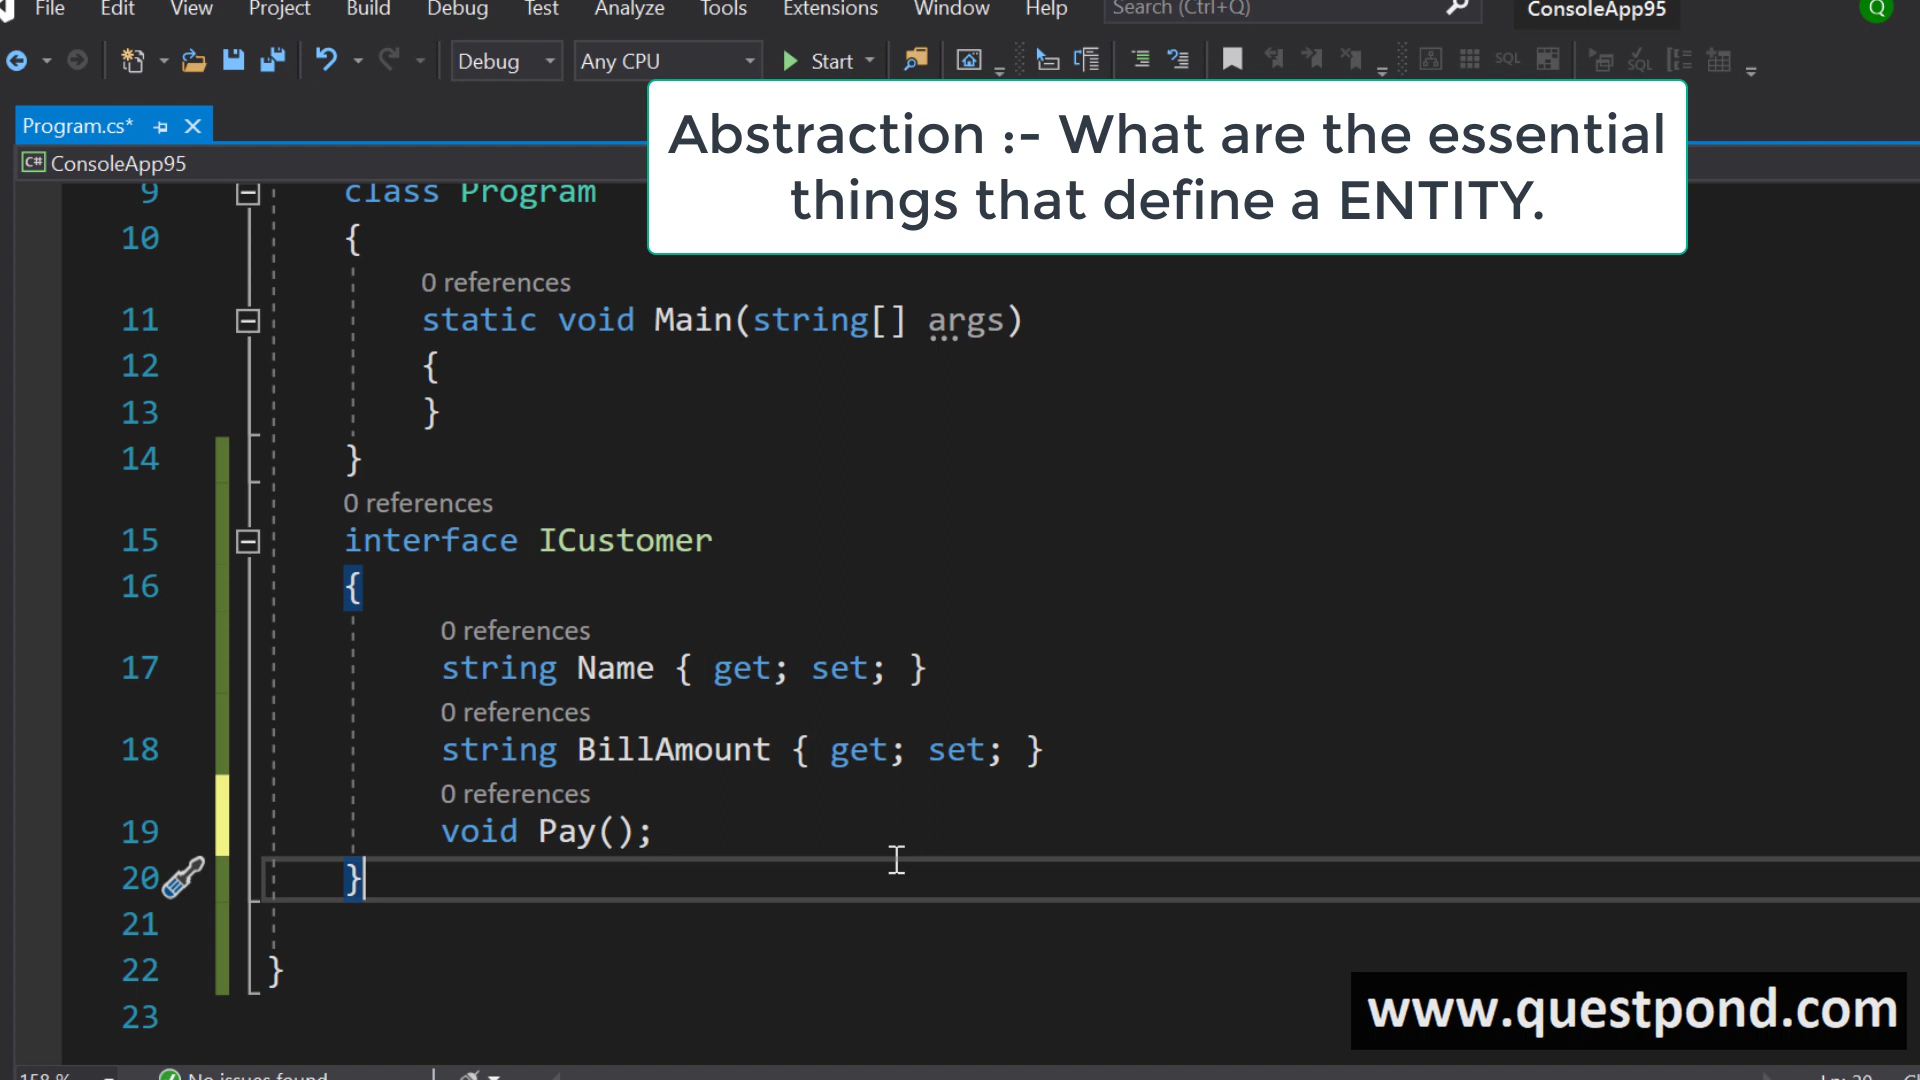 File Edit View Project Build Debug Test Analyze Tools Extensions Window Help Search (Ctrl+Q) ConsoleApp95 Q
Debug Any CPU Start
Program.cs*
C# ConsoleApp95
Abstraction :- What are the essential
things that define a ENTITY.
9 class Program
10 {
0 references
11 static void Main(string[] args)
12 {
13 }
14 }
0 references
15 interface ICustomer
16 {
0 references
17 string Name { get; set; }
0 references
18 string BillAmount { get; set; }
0 references
19 void Pay();
20 }
21
22 }
23
www.questpond.com
158 % No issues found